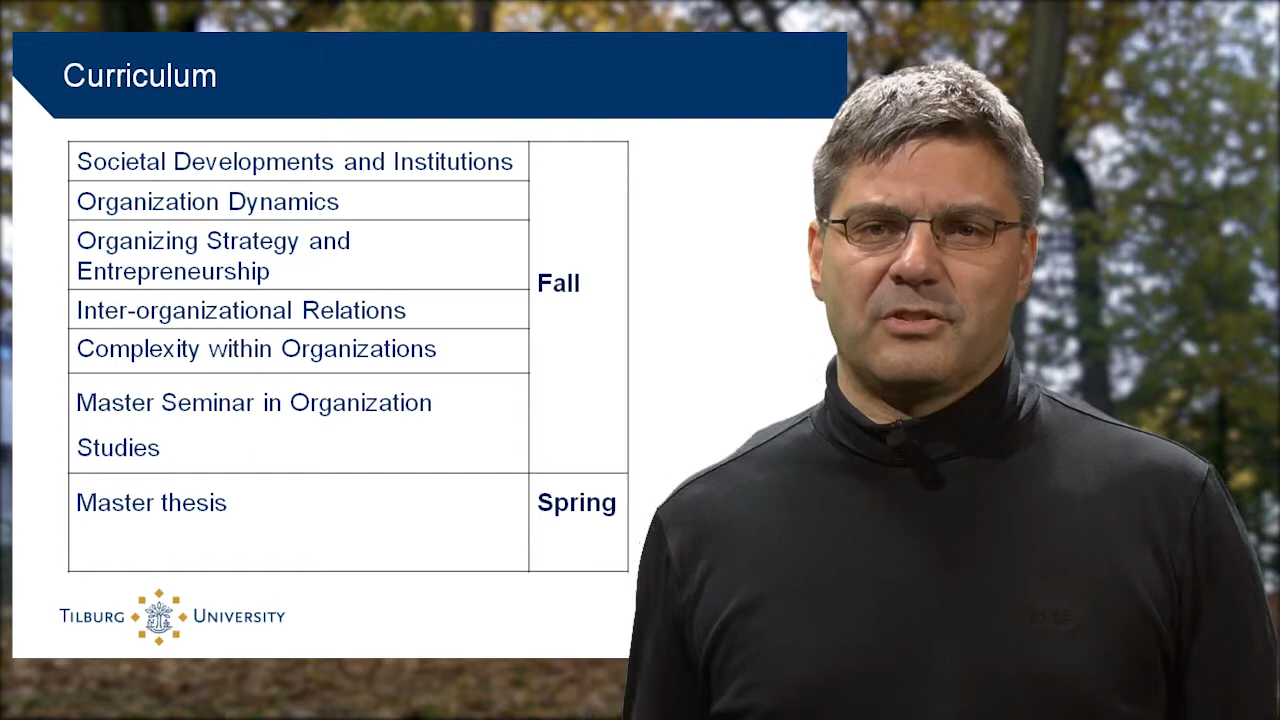 Curriculum
Societal Developments and Institutions
Organization Dynamics
Organizing Strategy and
Entrepreneurship
Inter-organizational Relations
Complexity within Organizations
Master Seminar in Organization
Studies
Fall
Master thesis
Spring
TILBURG UNIVERSITY